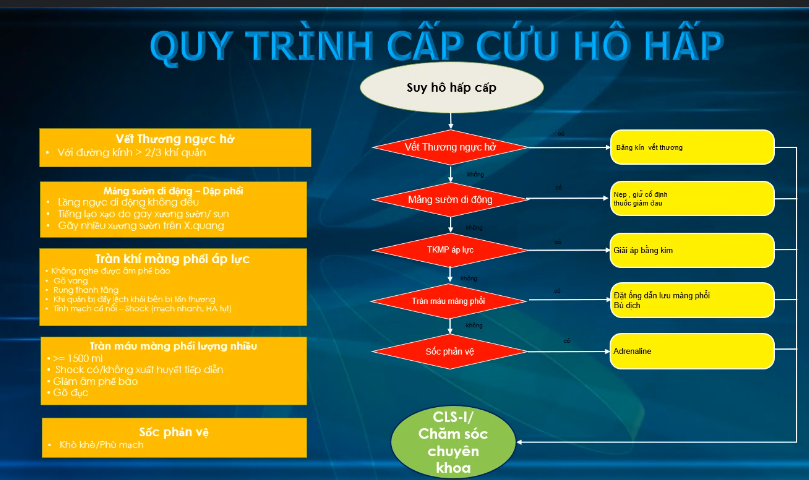 QUY TRÌNH CẤP CỨU HÔ HẤP
Suy hô hấp cấp
Vết Thương ngực hở
• Với đường kính > 2/3 khí quản
Mảng sườn di động – Dập phổi
• Lồng ngực di động không đều
• Tiếng lạo xạo do gãy xương sườn/ sụn
• Gãy nhiều xương sườn trên X.quang
Tràn khí màng phổi áp lực
• Không nghe được âm phế bào
• Gõ vang
• Rung thanh tăng
• Khí quản bị đẩy lệch khỏi bên bị tổn thương
• Tĩnh mạch cổ nổi – Shock (mạch nhanh, HA tụt)
Tràn máu màng phổi lượng nhiều
• >= 1500 ml
• Shock có/không xuất huyết tiếp diễn
• Giảm âm phế bào
• Gõ đục
Sốc phản vệ
• Khò khè/Phù mạch
Vết Thương ngực hở
có
Băng kín vết thương
không
Mảng sườn di động
có
Nẹp , giử cố định
thuốc giảm đau
không
TKMP áp lực
có
Giải áp bằng kim
không
Tràn máu màng phổi
có
Đặt ống dẫn lưu màng phổi
Bù dịch
không
Sốc phản vệ
có
Adrenaline
CLS-I/
Chăm sóc
chuyên
khoa